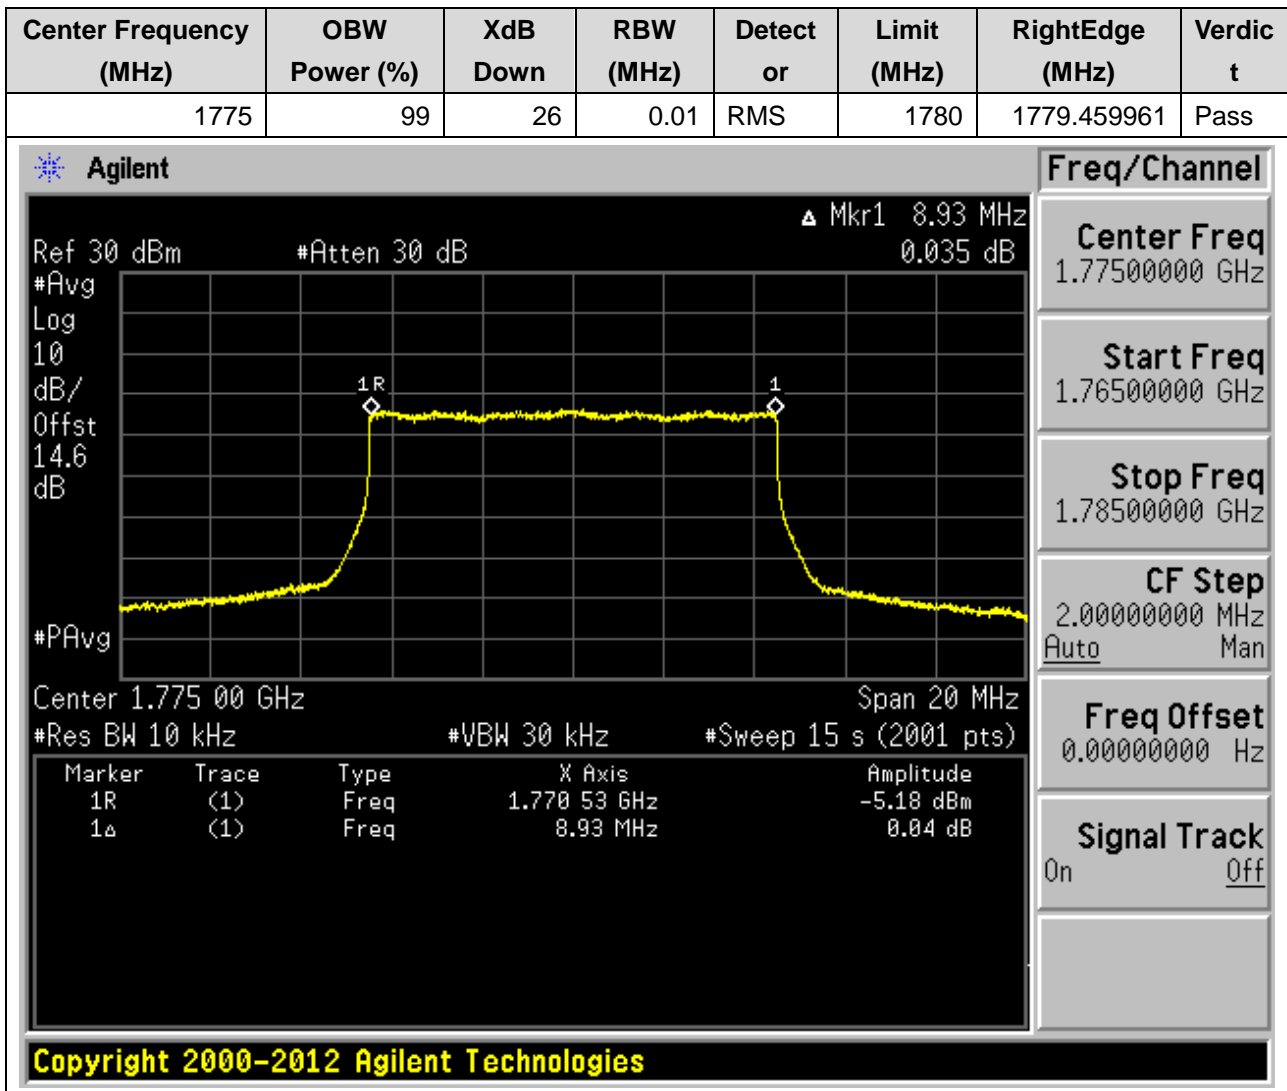 Center Frequency (MHz) OBW Power (%) XdB Down RBW (MHz) Detect or Limit (MHz) RightEdge (MHz) Verdic t
1775 99 26 0.01 RMS 1780 1779.459961 Pass
Agilent
Freq/Channel
Δ Mkr1 8.93 MHz
Ref 30 dBm #Atten 30 dB 0.035 dB
#Avg
Log
10
dB/
Offst
14.6
dB
1R
1
#PAvg
Center 1.775 00 GHz Span 20 MHz
#Res BW 10 kHz #VBW 30 kHz #Sweep 15 s (2001 pts)
Marker Trace Type X Axis Amplitude
1R (1) Freq 1.770 53 GHz -5.18 dBm
1Δ (1) Freq 8.93 MHz 0.04 dB
Center Freq
1.77500000 GHz
Start Freq
1.76500000 GHz
Stop Freq
1.78500000 GHz
CF Step
2.00000000 MHz
Auto Man
Freq Offset
0.00000000 Hz
Signal Track
On Off
Copyright 2000-2012 Agilent Technologies